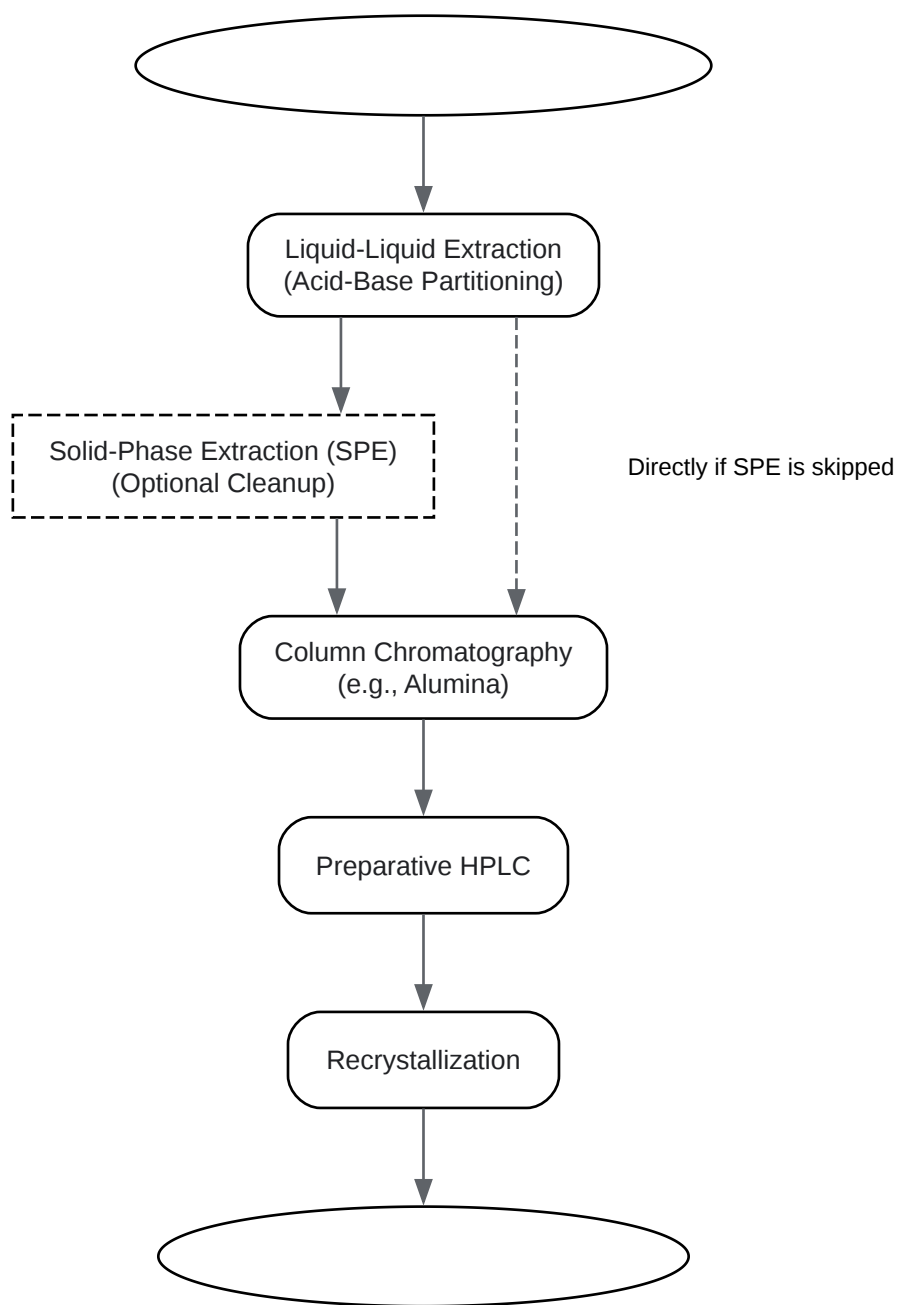 Liquid-Liquid Extraction
(Acid-Base Partitioning)
Solid-Phase Extraction (SPE)
(Optional Cleanup)
Directly if SPE is skipped
Column Chromatography
(e.g., Alumina)
Preparative HPLC
Recrystallization